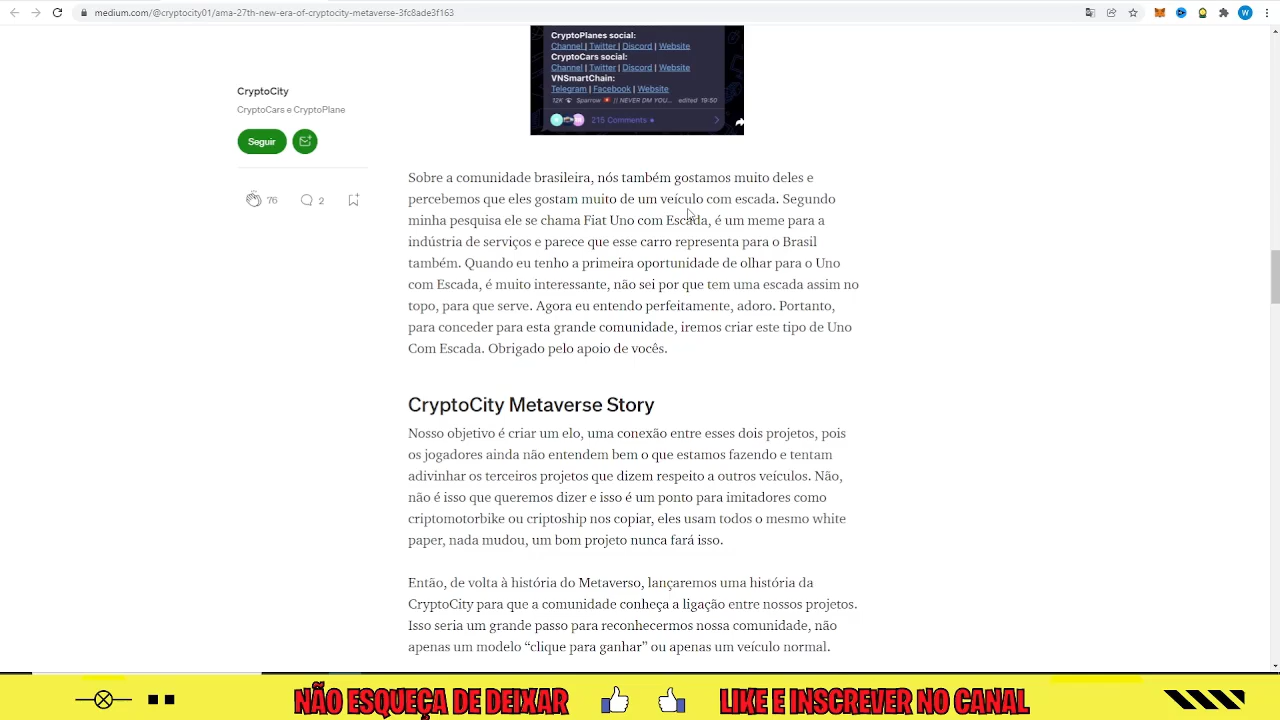 medium.com/@cryptocity01/ama-27th-new-era-of-cryptocity-metaverse-3fc8ade3f163
W
CryptoPlanes social:
Channel | Twitter | Discord | Website
CryptoCars social:
Channel | Twitter | Discord | Website
VNSmartChain:
Telegram | Facebook | Website
12K Sparrow || NEVER DM YOU... edited 19:50
215 Comments
CryptoCity
CryptoCars e CryptoPlane
Seguir
76 2
Sobre a comunidade brasileira, nós também gostamos muito deles e
percebemos que eles gostam muito de um veículo com escada. Segundo
minha pesquisa ele se chama Fiat Uno com Escada, é um meme para a
indústria de serviços e parece que esse carro representa para o Brasil
também. Quando eu tenho a primeira oportunidade de olhar para o Uno
com Escada, é muito interessante, não sei por que tem uma escada assim no
topo, para que serve. Agora eu entendo perfeitamente, adoro. Portanto,
para conceder para esta grande comunidade, iremos criar este tipo de Uno
Com Escada. Obrigado pelo apoio de vocês.
CryptoCity Metaverse Story
Nosso objetivo é criar um elo, uma conexão entre esses dois projetos, pois
os jogadores ainda não entendem bem o que estamos fazendo e tentam
adivinhar os terceiros projetos que dizem respeito a outros veículos. Não,
não é isso que queremos dizer e isso é um ponto para imitadores como
criptomotorbike ou criptoship nos copiar, eles usam todos o mesmo white
paper, nada mudou, um bom projeto nunca fará isso.
Então, de volta à história do Metaverso, lançaremos uma história da
CryptoCity para que a comunidade conheça a ligação entre nossos projetos.
Isso seria um grande passo para reconhecermos nossa comunidade, não
apenas um modelo “clique para ganhar” ou apenas um veículo normal.
NÃO ESQUEÇA DE DEIXAR LIKE E INSCREVER NO CANAL